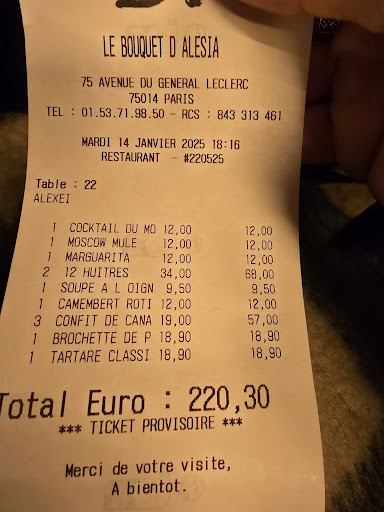 LE BOUQUET D ALESIA
75 AVENUE DU GENERAL LECLERC
75014 PARIS
TEL : 01.53.71.98.50 - RCS : 843 313 461
MARDI 14 JANVIER 2025 18:16
RESTAURANT - #220525
Table : 22
ALEXEI
1 COCKTAIL DU MO 12,00 12,00
1 MOSCOW MULE 12,00 12,00
1 MARGUARITA 12,00 12,00
2 12 HUITRES 34,00 68,00
1 SOUPE A L OIGN 9,50 9,50
1 CAMEMBERT ROTI 12,00 12,00
3 CONFIT DE CANA 19,00 57,00
1 BROCHETTE DE P 18,90 18,90
1 TARTARE CLASSI 18,90 18,90
Total Euro : 220,30
*** TICKET PROVISOIRE ***
Merci de votre visite,
A bientot.